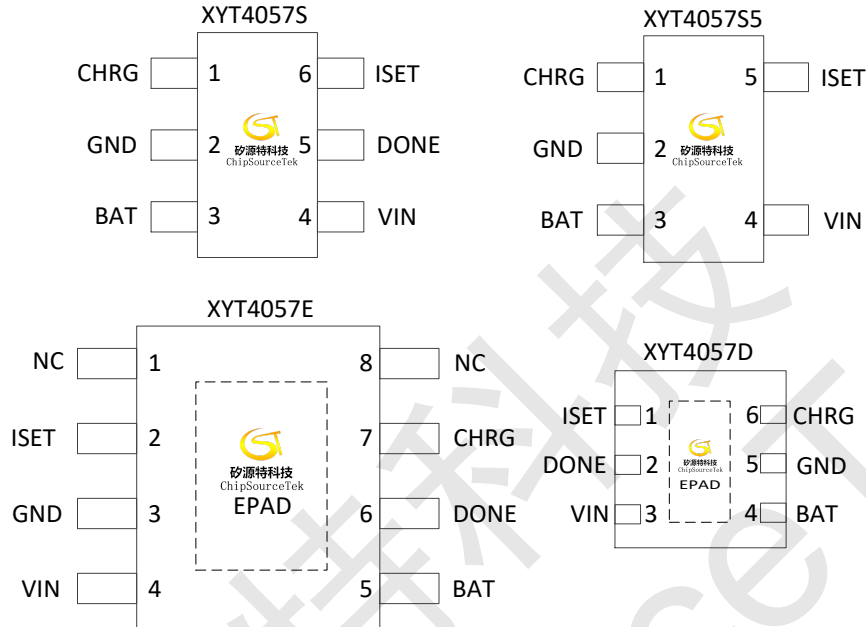 XYT4057S
CHRG 1 6 ISET
GND 2 5 DONE
矽源特科技
ChipSourceTek
BAT 3 4 VIN
XYT4057S5
CHRG 1 5 ISET
GND 2
矽源特科技
ChipSourceTek
BAT 3 4 VIN
XYT4057E
NC 1 8 NC
ISET 2 7 CHRG
矽源特科技
ChipSourceTek
EPAD
GND 3 6 DONE
VIN 4 5 BAT
XYT4057D
ISET 1 6 CHRG
DONE 2 5 GND
矽源特科技
ChipSourceTek
EPAD
VIN 3 4 BAT
特科技
ce T